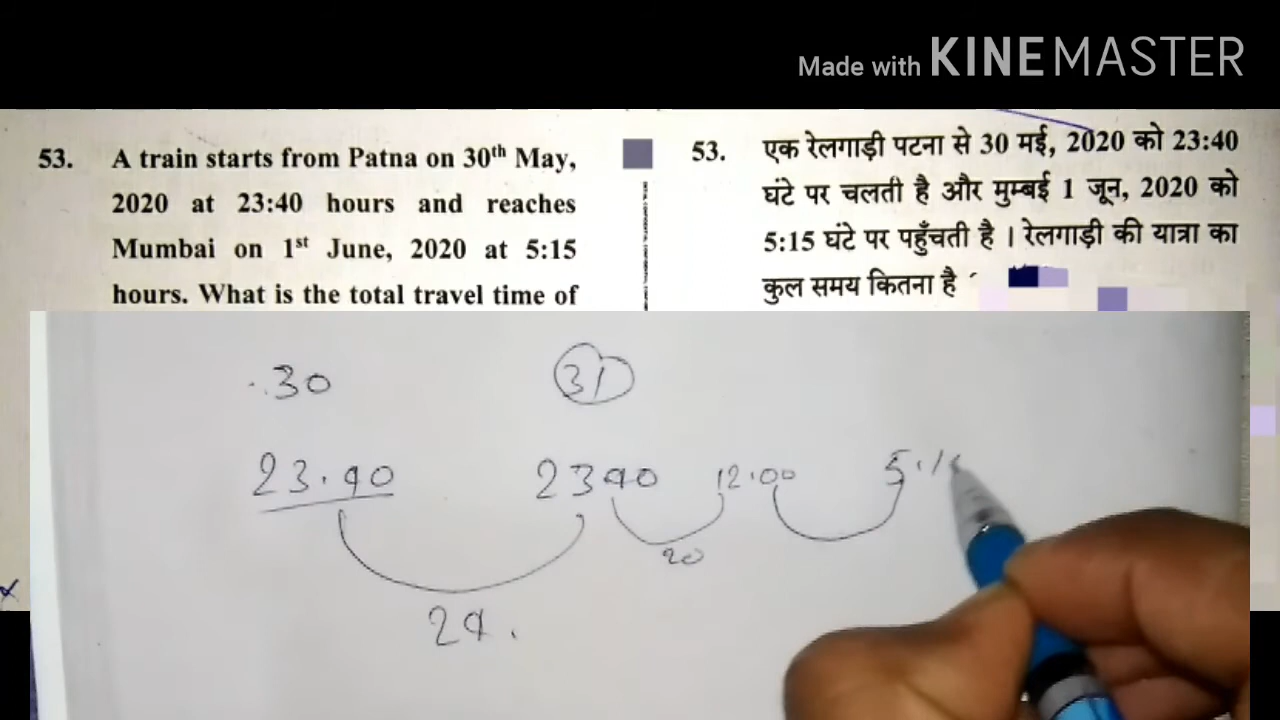 Made with KINEMASTER
53. A train starts from Patna on 30th May,
2020 at 23:40 hours and reaches
Mumbai on 1st June, 2020 at 5:15
hours. What is the total travel time of
53. एक रेलगाड़ी पटना से 30 मई, 2020 को 23:40
घंटे पर चलती है और मुम्बई 1 जून, 2020 को
5:15 घंटे पर पहुँचती है । रेलगाड़ी की यात्रा का
कुल समय कितना है
30 31
23.40 2340 12.00 5.1
20
24.